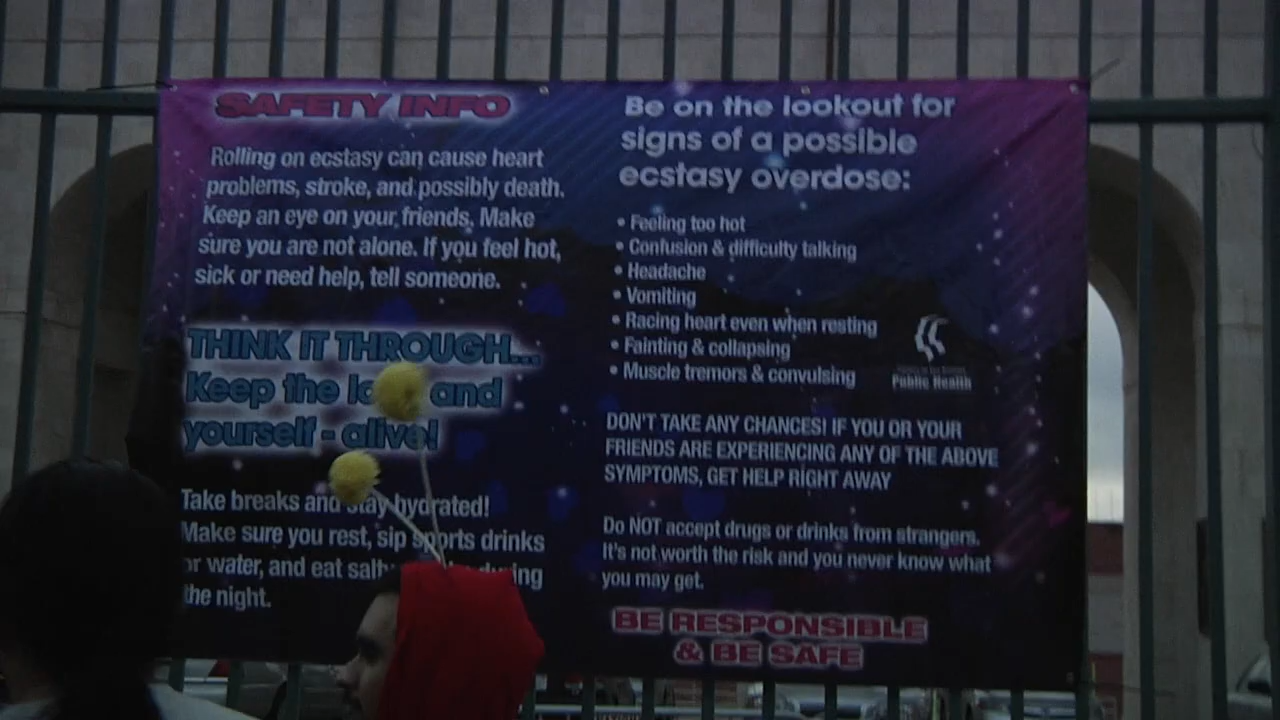 SAFETY INFO
Rolling on ecstasy can cause heart
problems, stroke, and possibly death.
Keep an eye on your friends. Make
sure you are not alone. If you feel hot,
sick or need help, tell someone.
THINK IT THROUGH...
Keep the and
yourself - alive!
Take breaks and stay hydrated!
Make sure you rest, sip sports drinks
or water, and eat salty during
the night.
Be on the lookout for
signs of a possible
ecstasy overdose:
• Feeling too hot
• Confusion & difficulty talking
• Headache
• Vomiting
• Racing heart even when resting
• Fainting & collapsing
• Muscle tremors & convulsing
Public Health
DON'T TAKE ANY CHANCES! IF YOU OR YOUR
FRIENDS ARE EXPERIENCING ANY OF THE ABOVE
SYMPTOMS, GET HELP RIGHT AWAY
Do NOT accept drugs or drinks from strangers.
It's not worth the risk and you never know what
you may get.
BE RESPONSIBLE
& BE SAFE